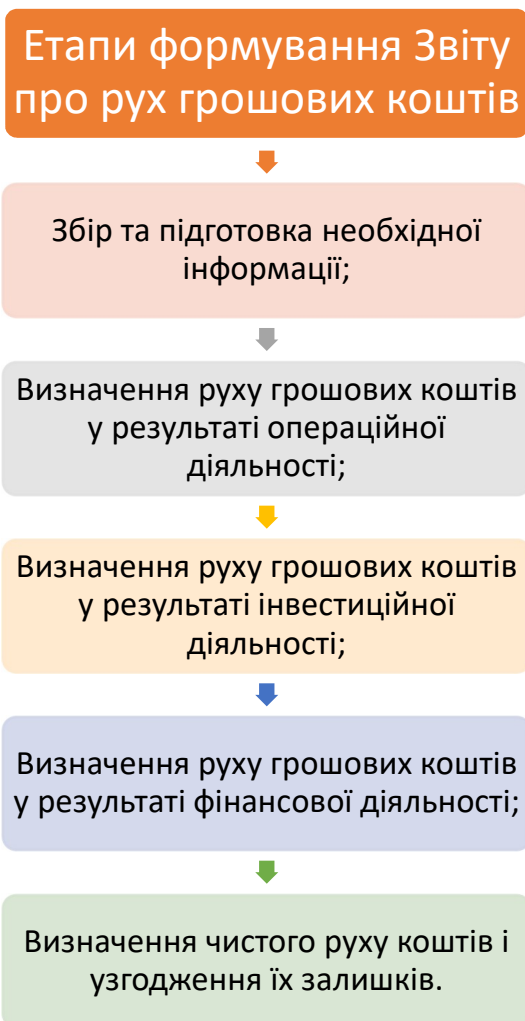 Етапи формування Звіту
про рух грошових коштів
Збір та підготовка необхідної
інформації;
Визначення руху грошових коштів
у результаті операційної
діяльності;
Визначення руху грошових коштів
у результаті інвестиційної
діяльності;
Визначення руху грошових коштів
у результаті фінансової діяльності;
Визначення чистого руху коштів і
узгодження їх залишків.